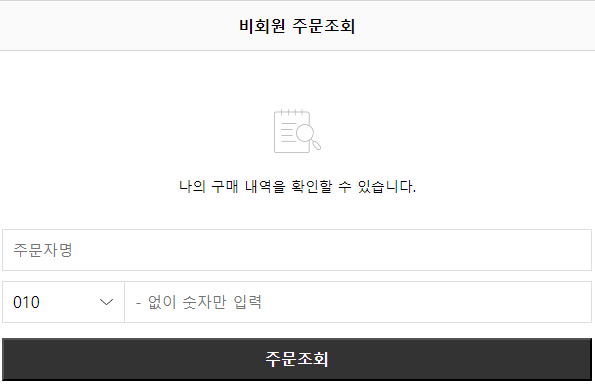 비회원 주문조회
나의 구매 내역을 확인할 수 있습니다.
주문자명
010
- 없이 숫자만 입력
주문조회